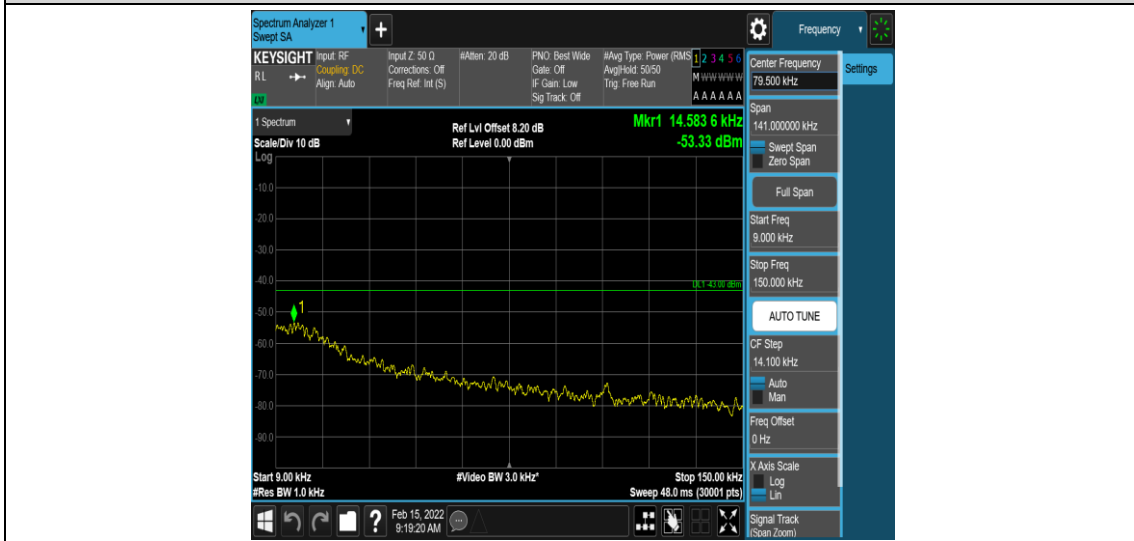 Spectrum Analyzer 1
Swept SA
+
Frequency
KEYSIGHT
Input: RF
Input Z: 50 Ω
#Atten: 20 dB
PNO: Best Wide
#Avg Type: Power (RMS
1 2 3 4 5 6
R L
Coupling: DC
Corrections: Off
Gate: Off
Avg|Hold: 50/50
M W W W W W
Align: Auto
Freq Ref: Int (S)
IF Gain: Low
Trig: Free Run
Sig Track: Off
A A A A A A
LXI
Center Frequency
79.500 kHz
Settings
Span
141.000000 kHz
Swept Span
Zero Span
Full Span
Start Freq
9.000 kHz
Stop Freq
150.000 kHz
AUTO TUNE
CF Step
14.100 kHz
Auto
Man
Freq Offset
0 Hz
X Axis Scale
Log
Lin
Signal Track
(Span Zoom)
1 Spectrum
Ref Lvl Offset 8.20 dB
Mkr1 14.583 6 kHz
Scale/Div 10 dB
Ref Level 0.00 dBm
-53.33 dBm
Log
-10.0
-20.0
-30.0
-40.0
DL1 -43.00 dBm
-50.0
1
-60.0
-70.0
-80.0
-90.0
Start 9.00 kHz
#Video BW 3.0 kHz*
Stop 150.00 kHz
#Res BW 1.0 kHz
Sweep 48.0 ms (30001 pts)
?
Feb 15, 2022
9:19:20 AM